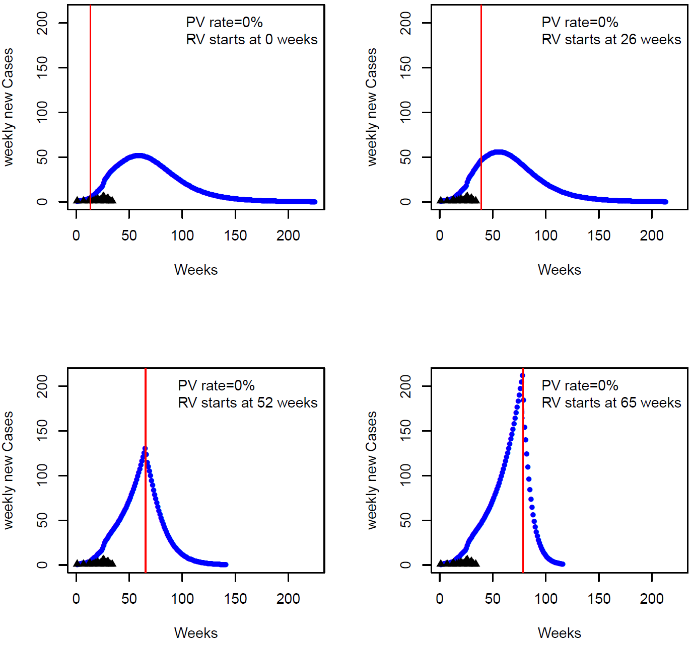 PV rate=0%
RV starts at 0 weeks
weekly new Cases
0 50 100 150 200
0 50 100 150 200
Weeks
PV rate=0%
RV starts at 26 weeks
weekly new Cases
0 50 100 150 200
0 50 100 150 200
Weeks
PV rate=0%
RV starts at 52 weeks
weekly new Cases
0 50 100 150 200
0 50 100 150 200
Weeks
PV rate=0%
RV starts at 65 weeks
weekly new Cases
0 50 100 150 200
0 50 100 150 200
Weeks